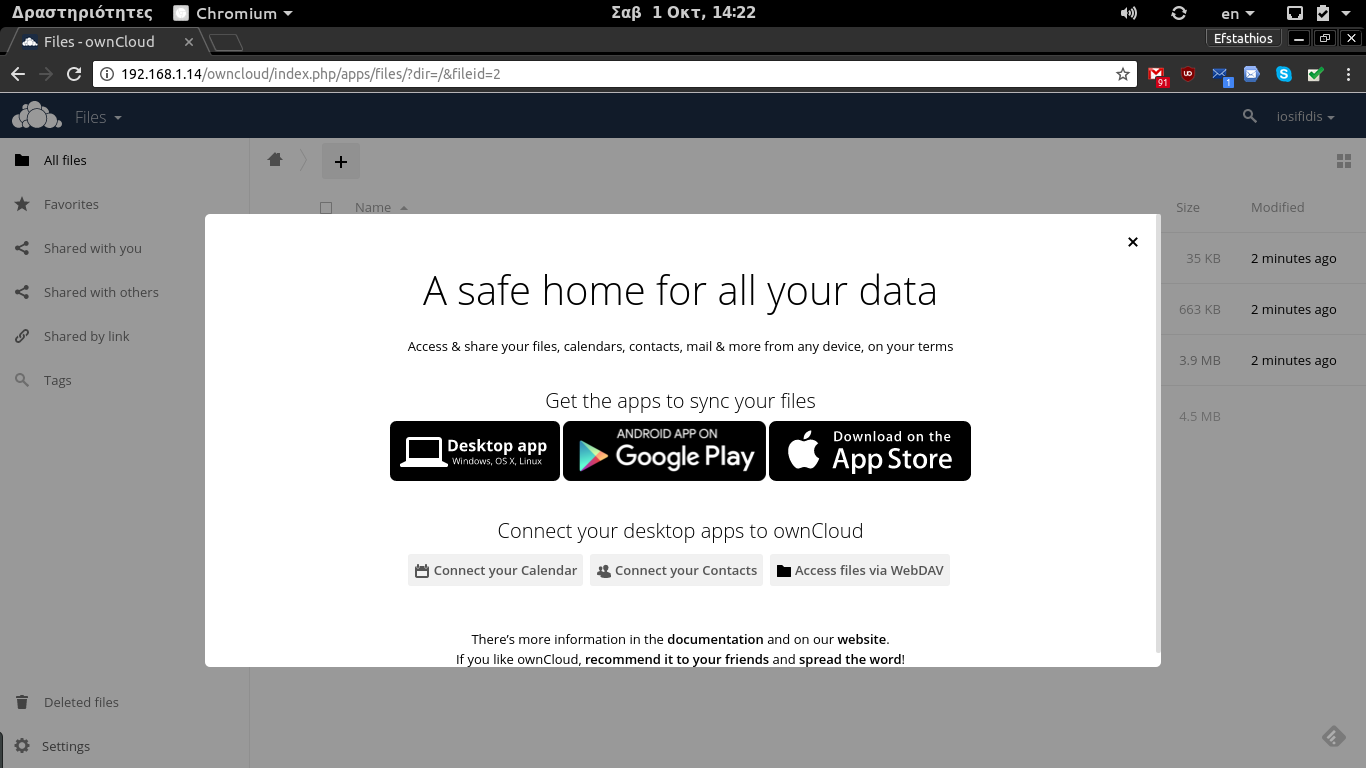 Δραστηριότητες Chromium Σαβ 1 Οκτ, 14:22 en
Files - ownCloud Efstathios
192.168.1.14/owncloud/index.php/apps/files/?dir=/&fileid=2 91 1
Files iosifidis
All files
Favorites
Shared with you
Shared with others
Shared by link
Tags
Deleted files
Settings
Name Size Modified
35 KB 2 minutes ago
663 KB 2 minutes ago
3.9 MB 2 minutes ago
4.5 MB
A safe home for all your data
Access & share your files, calendars, contacts, mail & more from any device, on your terms
Get the apps to sync your files
Desktop app
Windows, OS X, Linux
ANDROID APP ON
Google Play
Download on the
App Store
Connect your desktop apps to ownCloud
Connect your Calendar Connect your Contacts Access files via WebDAV
There's more information in the documentation and on our website.
If you like ownCloud, recommend it to your friends and spread the word!